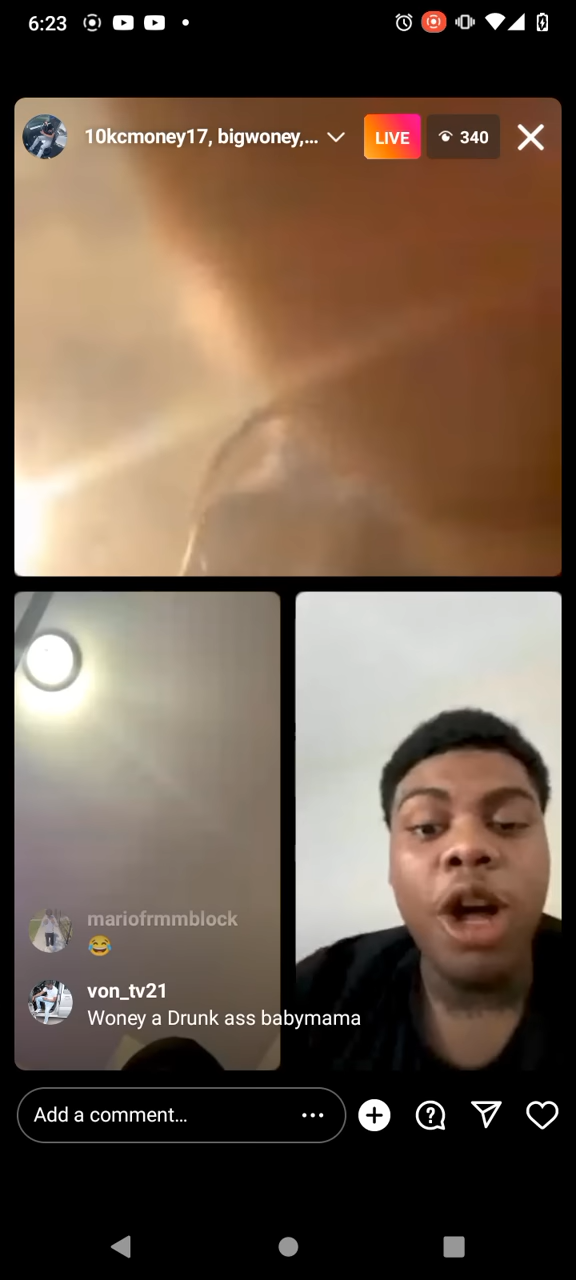 6:23
10kcmoney17, bigwoney,...
LIVE
340
mariofrmmblock
😂
von_tv21
Woney a Drunk ass babymama
Add a comment...